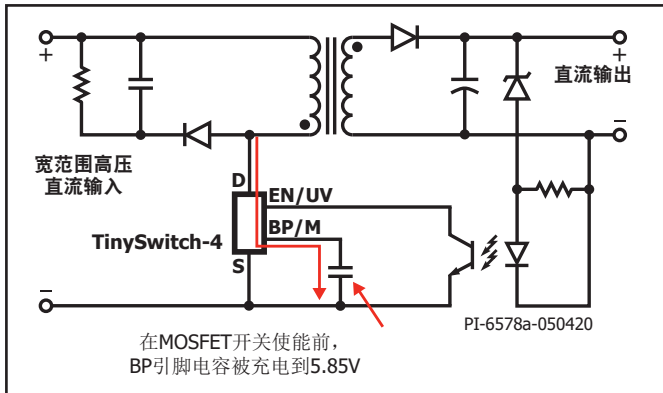 +
+
直流输出
−
宽范围高压
直流输入
D
EN/UV
BP/M
TinySwitch-4
S
−
PI-6578a-050420
在MOSFET开关使能前，
BP引脚电容被充电到5.85V